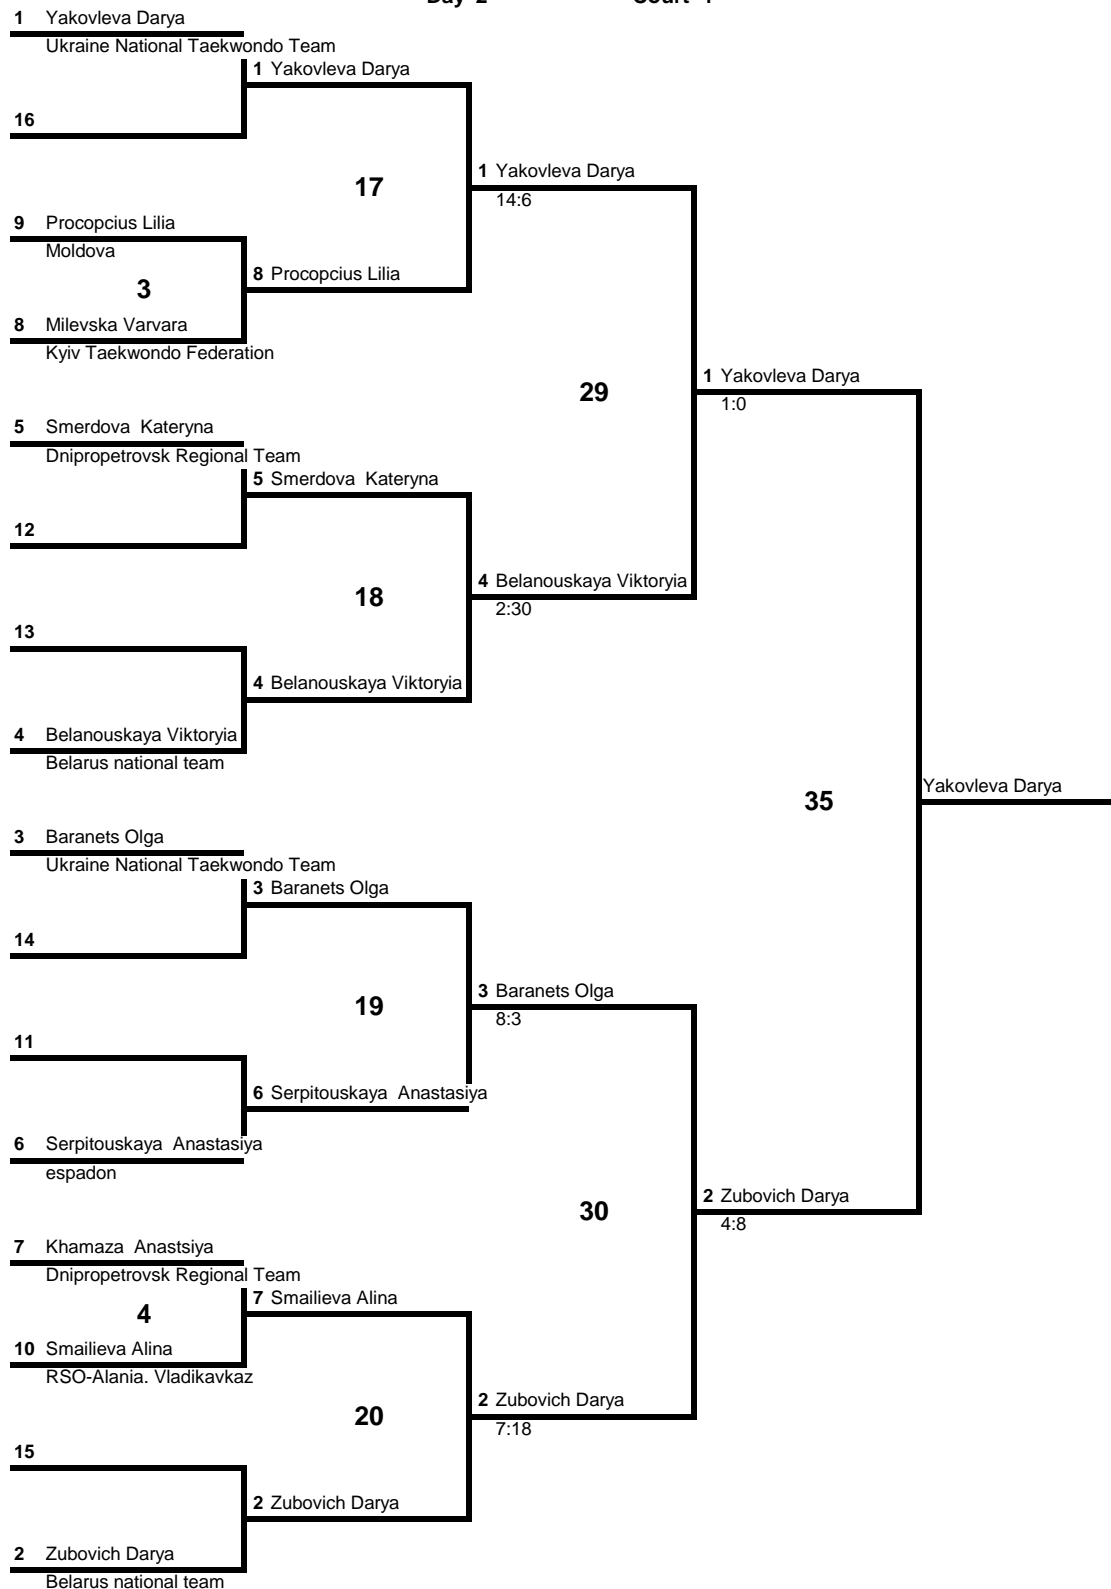 Day 2 Court 1
1 Yakovleva Darya
Ukraine National Taekwondo Team
1 Yakovleva Darya
16
17
1 Yakovleva Darya
14:6
9 Procopcius Lilia
Moldova
3
8 Procopcius Lilia
8 Milevska Varvara
Kyiv Taekwondo Federation
29
1 Yakovleva Darya
1:0
5 Smerdova Kateryna
Dnipropetrovsk Regional Team
5 Smerdova Kateryna
12
18
4 Belanouskaya Viktoryia
2:30
13
4 Belanouskaya Viktoryia
4 Belanouskaya Viktoryia
Belarus national team
35
Yakovleva Darya
3 Baranets Olga
Ukraine National Taekwondo Team
3 Baranets Olga
14
19
3 Baranets Olga
8:3
11
6 Serpitouskaya Anastasiya
6 Serpitouskaya Anastasiya
espadon
30
2 Zubovich Darya
4:8
7 Khamaza Anastsiya
Dnipropetrovsk Regional Team
4
7 Smailieva Alina
10 Smailieva Alina
RSO-Alania. Vladikavkaz
20
2 Zubovich Darya
7:18
15
2 Zubovich Darya
2 Zubovich Darya
Belarus national team